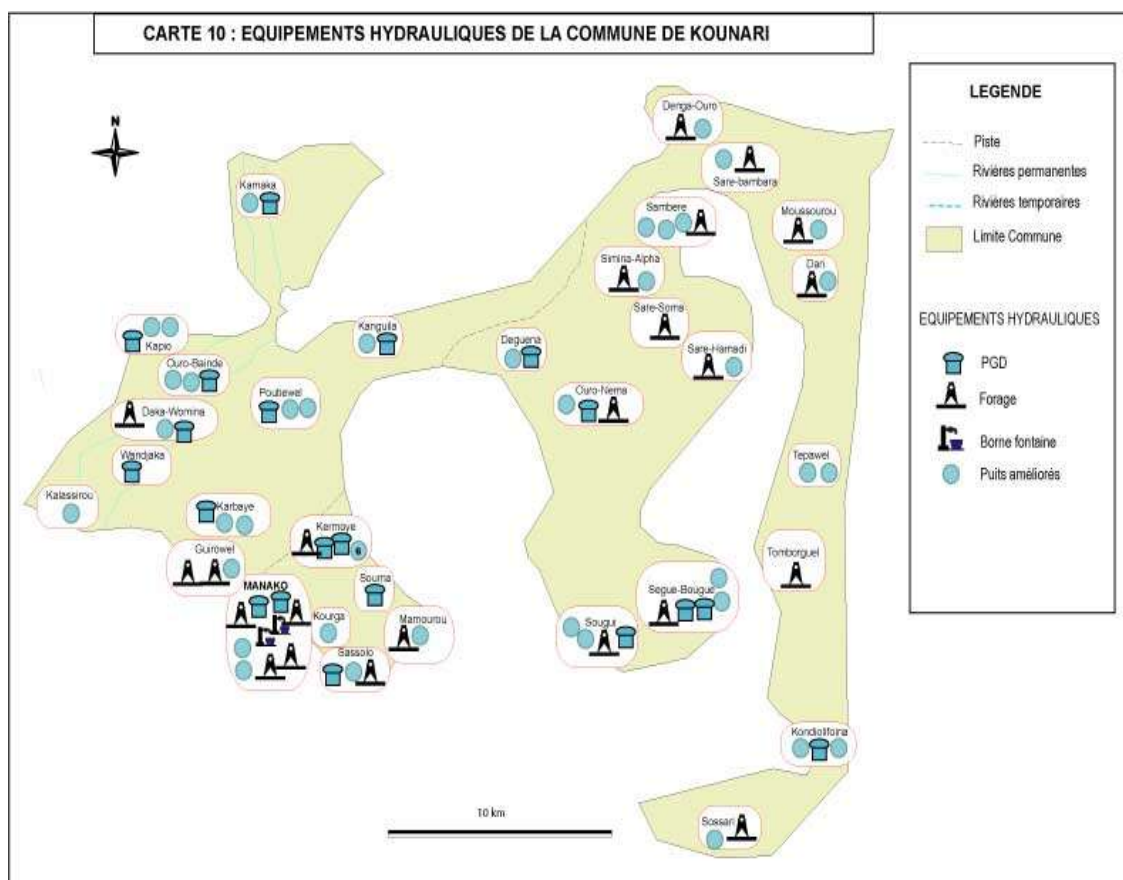 CARTE 10 : EQUIPEMENTS HYDRAULIQUES DE LA COMMUNE DE KOUNARI
N
LEGENDE
Piste
Rivières permanentes
Rivières temporaires
Limite Commune
EQUIPEMENTS HYDRAULIQUES
PGD
Forage
Borne fontaine
Puits améliorés
Denga-Ouro
Sare-bambara
Kamaka
Sambere
Moussourou
Simina-Alpha
Dari
Sare-Soma
Kanguila
Deguena
Sare-Hamadi
Kapio
Ouro-Bainde
Poutiewel
Ouro-Nema
Daka-Womina
Wandjaka
Tepawel
Kalassirou
Karbaye
Kermoye
6
Guirowel
Tomborguel
MANAKO
Souma
Segue-Bougue
Kourga
Mamourou
Sougui
Sassolo
Kondiolifoina
10 km
Sossari